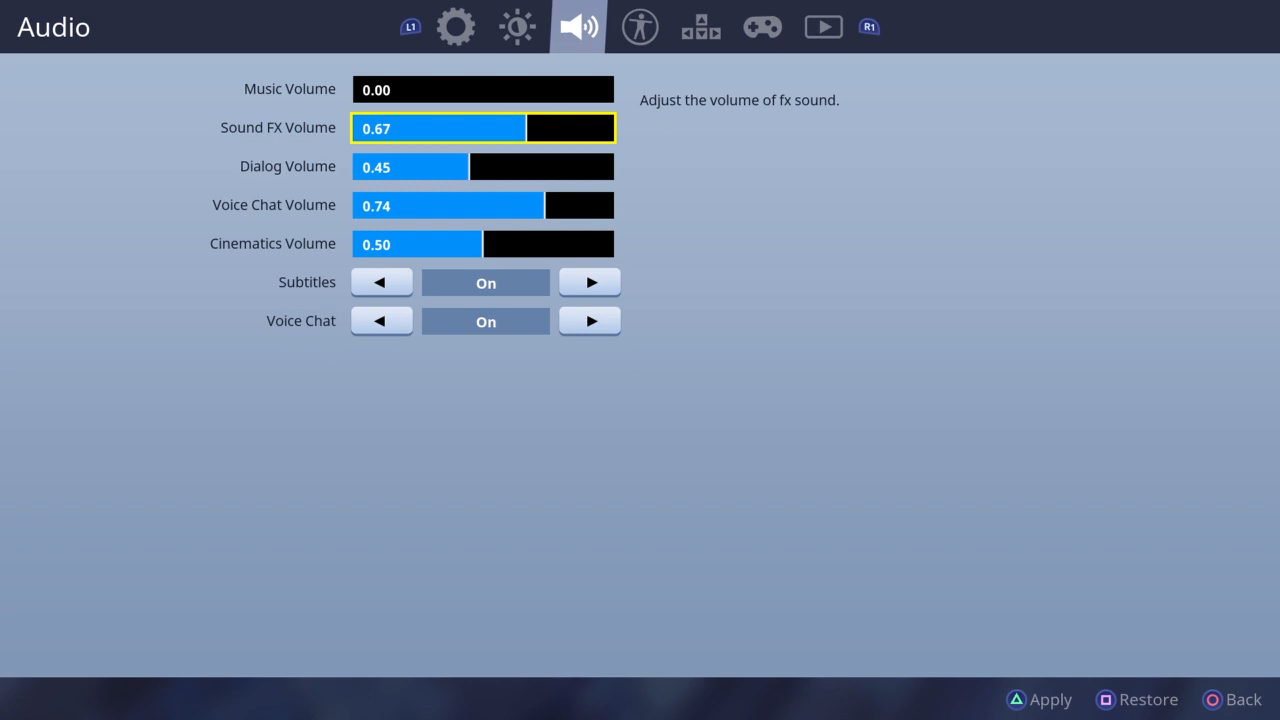 Audio
L1
R1
Music Volume 0.00
Adjust the volume of fx sound.
Sound FX Volume 0.67
Dialog Volume 0.45
Voice Chat Volume 0.74
Cinematics Volume 0.50
Subtitles On
Voice Chat On
Apply Restore Back